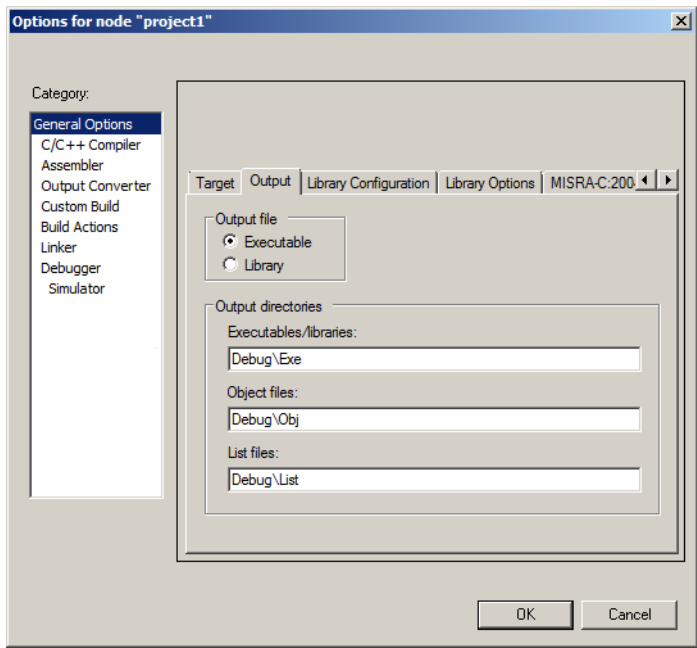 Options for node "project1"
Category:
General Options
C/C++ Compiler
Assembler
Output Converter
Custom Build
Build Actions
Linker
Debugger
Simulator
Target
Output
Library Configuration
Library Options
MISRA-C:200
Output file
Executable
Library
Output directories
Executables/libraries:
Debug\Exe
Object files:
Debug\Obj
List files:
Debug\List
OK
Cancel